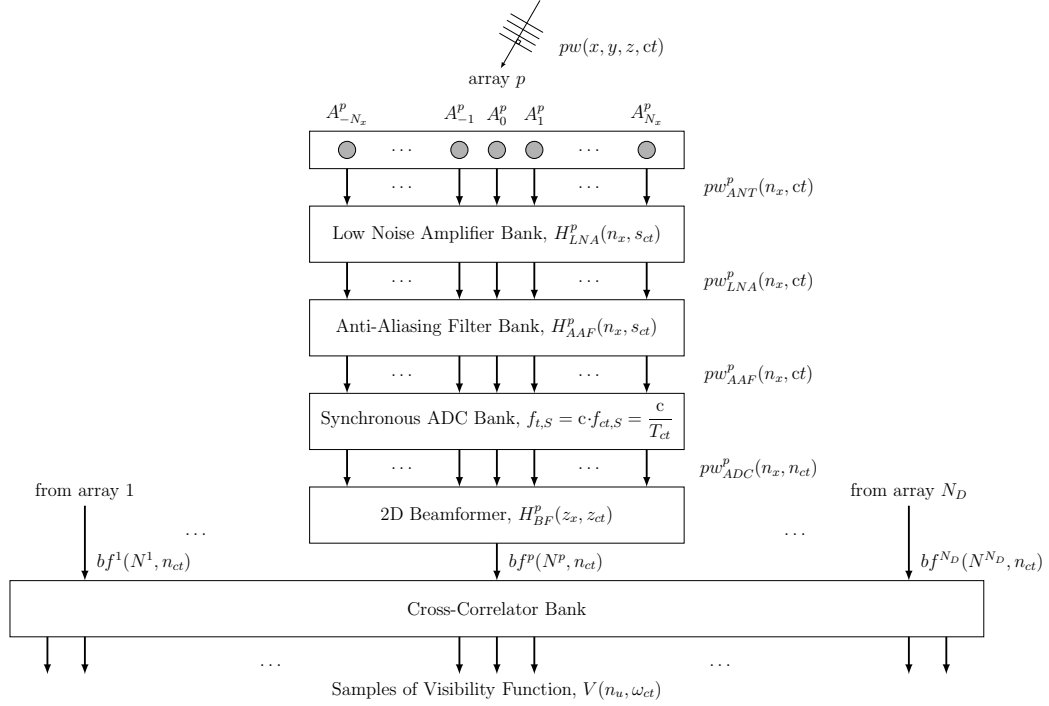 pw(x, y, z, ct)
array p
A^p_{-N_x} A^p_{-1} A^p_0 A^p_1 A^p_{N_x}
... ...
... ...
pw^p_{ANT}(n_x, ct)
Low Noise Amplifier Bank, H^p_{LNA}(n_x, s_{ct})
... ...
pw^p_{LNA}(n_x, ct)
Anti-Aliasing Filter Bank, H^p_{AAF}(n_x, s_{ct})
... ...
pw^p_{AAF}(n_x, ct)
Synchronous ADC Bank, f_{t,S} = c·f_{ct,S} = c/T_{ct}
... ...
pw^p_{ADC}(n_x, n_{ct})
from array 1
from array N_D
2D Beamformer, H^p_{BF}(z_x, z_{ct})
... ...
bf^1(N^1, n_{ct}) bf^p(N^p, n_{ct}) bf^{N_D}(N^{N_D}, n_{ct})
Cross-Correlator Bank
... ...
Samples of Visibility Function, V(n_u, ω_{ct})